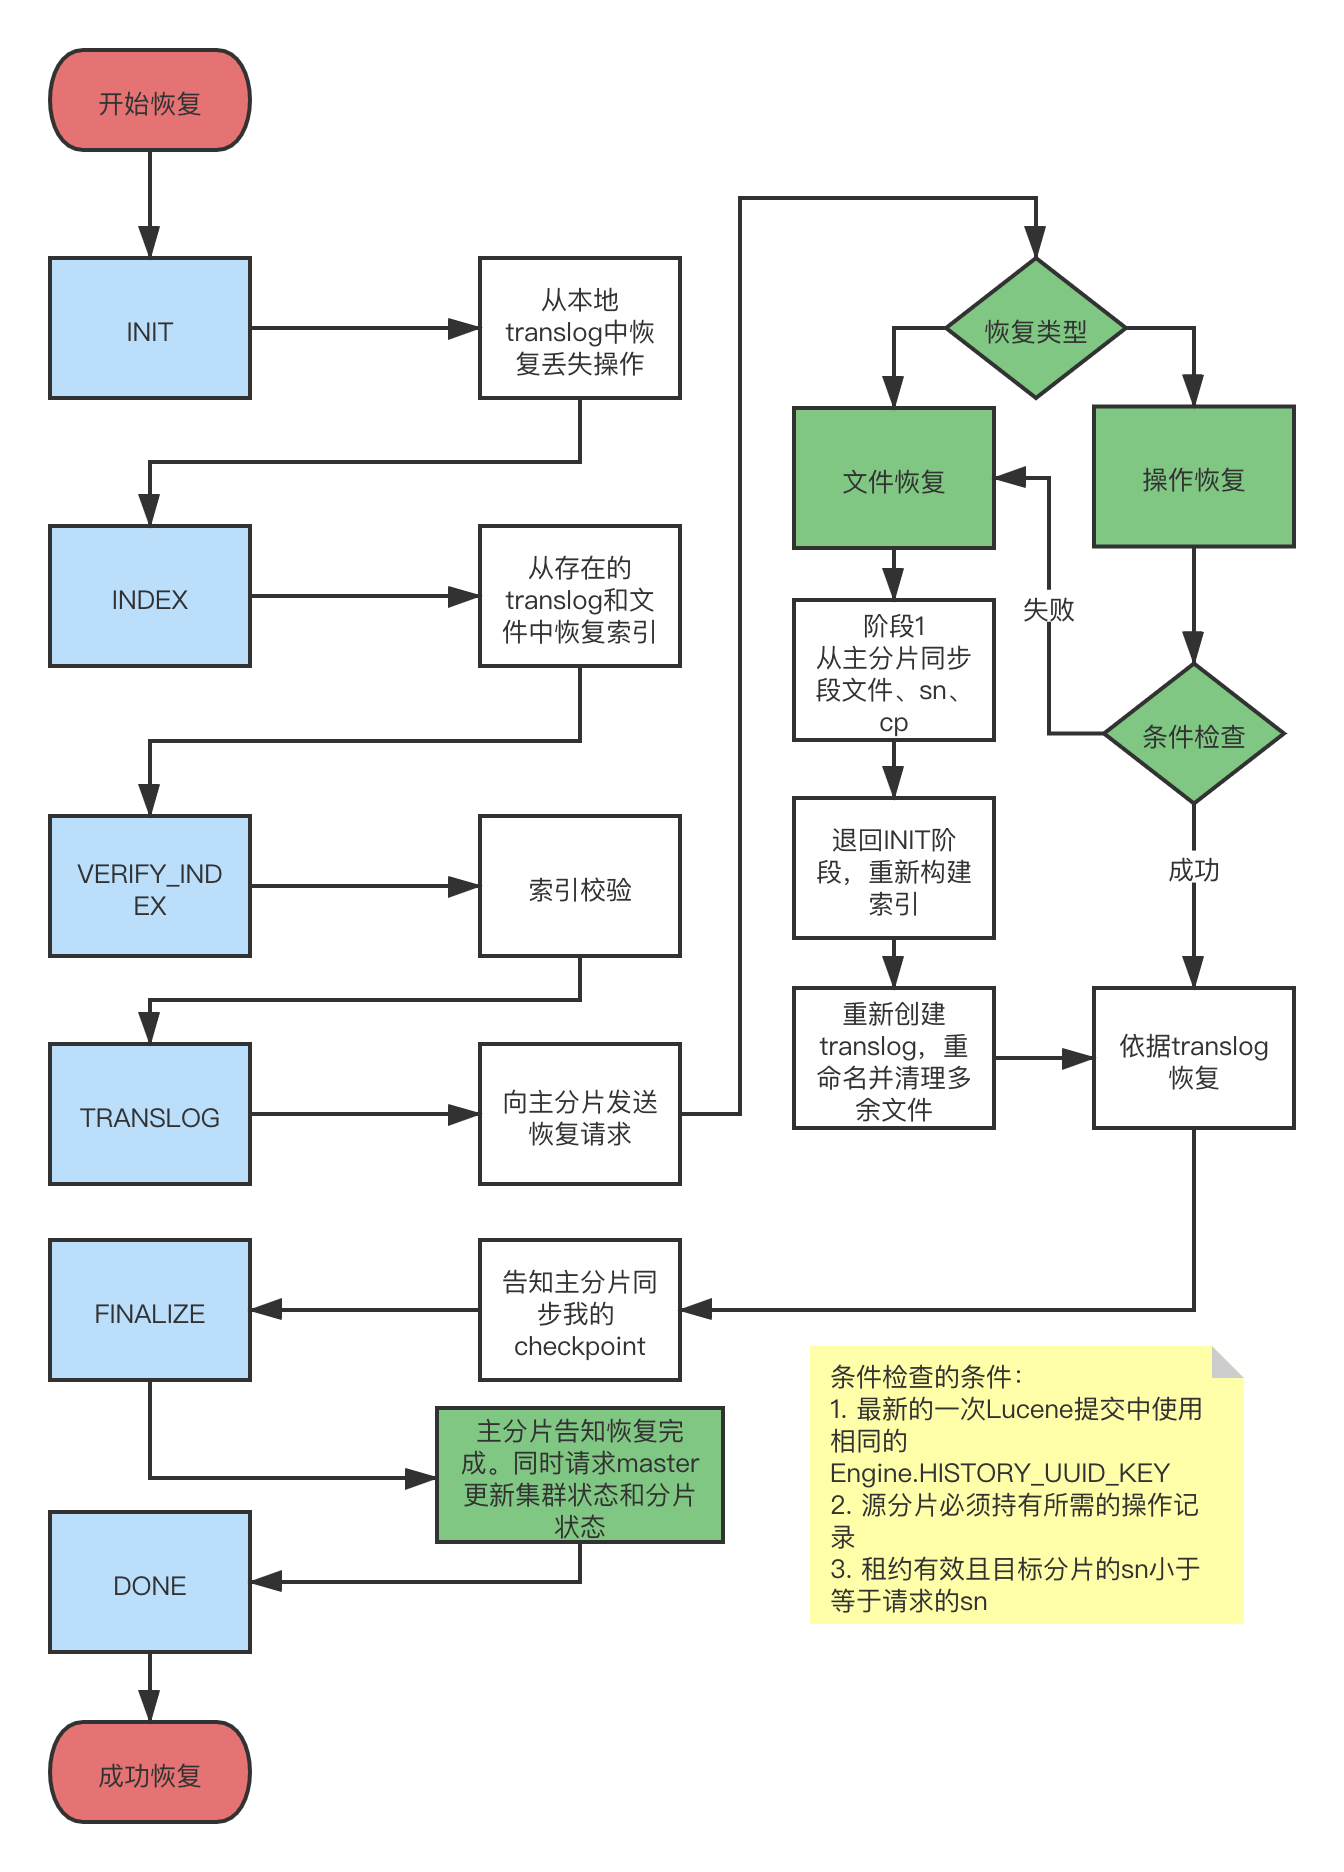 开始恢复
INIT
从本地
translog中恢
复丢失操作
INDEX
从存在的
translog和文
件中恢复索引
VERIFY_IND
EX
索引校验
TRANSLOG
向主分片发送
恢复请求
恢复类型
文件恢复
操作恢复
失败
阶段1
从主分片同步
段文件、sn、
cp
条件检查
退回INIT阶
段，重新构建
索引
成功
重新创建
translog，重
命名并清理多
余文件
依据translog
恢复
告知主分片同
步我的
checkpoint
FINALIZE
主分片告知恢复完
成。同时请求master
更新集群状态和分片
状态
DONE
成功恢复
条件检查的条件：
1. 最新的一次Lucene提交中使用
相同的
Engine.HISTORY_UUID_KEY
2. 源分片必须持有所需的操作记
录
3. 租约有效且目标分片的sn小于
等于请求的sn